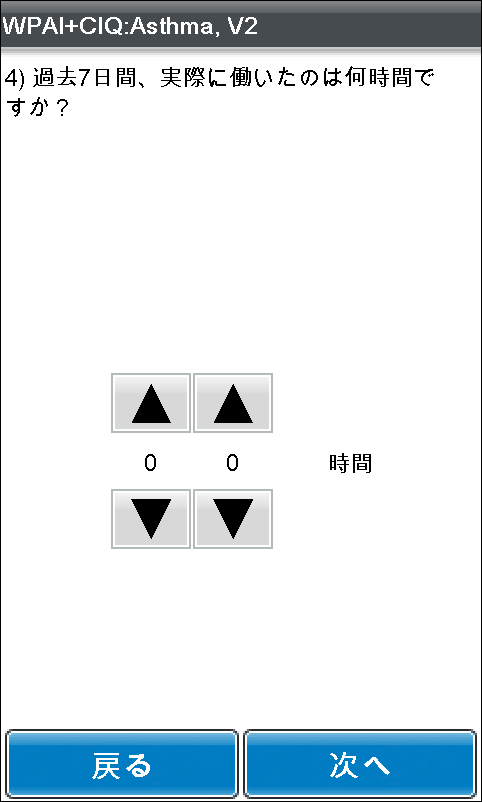 WPAI+CIQ:Asthma, V2
4) 過去7日間、実際に働いたのは何時間で
すか？
0 0 時間
戻る 次へ